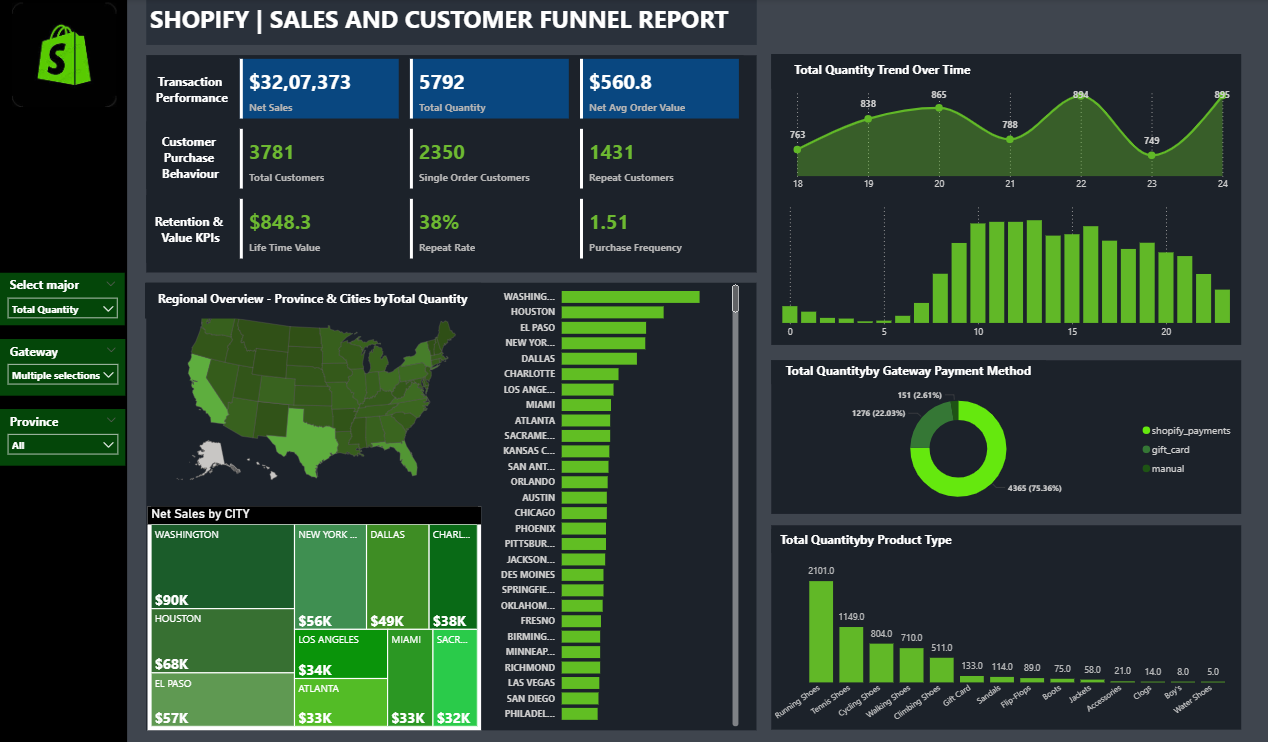 SHOPIFY | SALES AND CUSTOMER FUNNEL REPORT
S
Select major
Total Quantity
Gateway
Multiple selections
Province
All
Transaction
Performance
$32,07,373
Net Sales
5792
Total Quantity
$560.8
Net Avg Order Value
Customer
Purchase
Behaviour
3781
Total Customers
2350
Single Order Customers
1431
Repeat Customers
Retention &
Value KPIs
$848.3
Life Time Value
38%
Repeat Rate
1.51
Purchase Frequency
Regional Overview - Province & Cities byTotal Quantity
WASHING...
HOUSTON
EL PASO
NEW YOR...
DALLAS
CHARLOTTE
LOS ANGE...
MIAMI
ATLANTA
SACRAME...
KANSAS C...
SAN ANT...
ORLANDO
AUSTIN
CHICAGO
PHOENIX
PITTSBUR...
JACKSON...
DES MOINES
SPRINGFIE...
OKLAHOM...
FRESNO
BIRMING...
MINNEAP...
RICHMOND
LAS VEGAS
SAN DIEGO
PHILADEL...
Net Sales by CITY
WASHINGTON
$90K
HOUSTON
$68K
EL PASO
$57K
NEW YORK ...
$56K
DALLAS
$49K
CHARL...
$38K
LOS ANGELES
$34K
ATLANTA
$33K
MIAMI
$33K
SACR...
$32K
Total Quantity Trend Over Time
763
838
865
788
894
749
895
18 19 20 21 22 23 24
0 5 10 15 20
Total Quantityby Gateway Payment Method
151 (2.61%)
1276 (22.03%)
4365 (75.36%)
shopify_payments
gift_card
manual
Total Quantityby Product Type
2101.0 1149.0 804.0 710.0 511.0 133.0 114.0 89.0 75.0 58.0 21.0 14.0 8.0 5.0
Running Shoes
Tennis Shoes
Cycling Shoes
Walking Shoes
Climbing Shoes
Gift Card
Sandals
Flip-Flops
Boots
Jackets
Accessories
Clogs
Boy's
Water Shoes